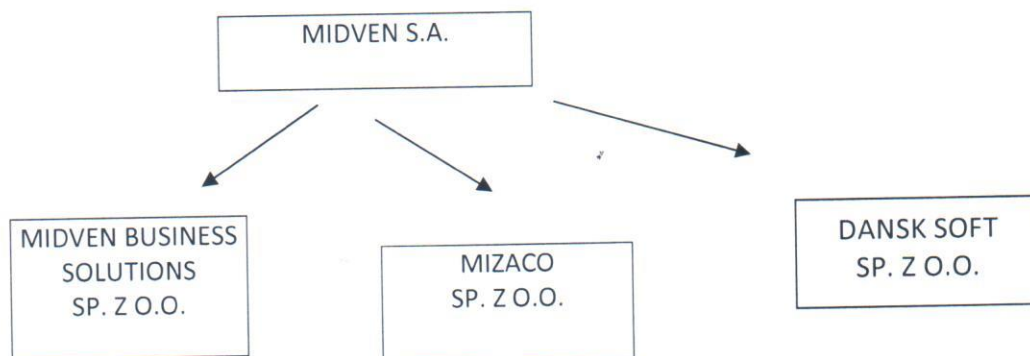 MIDVEN S.A.
MIDVEN BUSINESS
SOLUTIONS
SP. Z O.O.
MIZACO
SP. Z O.O.
DANSK SOFT
SP. Z O.O.